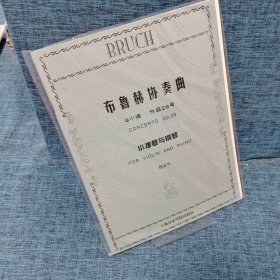 BRUCH
布鲁赫协奏曲
G小调 作品26号
CONCERTO OP.26
小提琴与钢琴
FOR VIOLIN AND PIANO